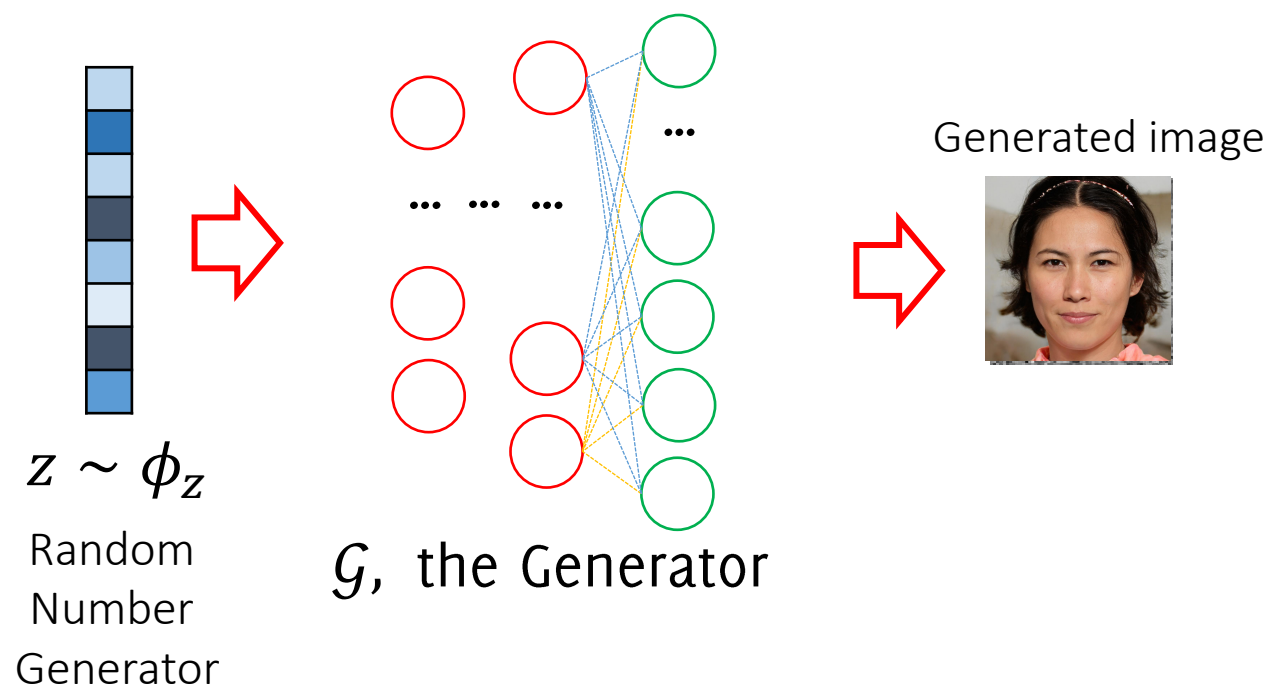 Generated image
... ... ...
...
z ~ ϕ_z
Random
Number
Generator
𝒢, the Generator